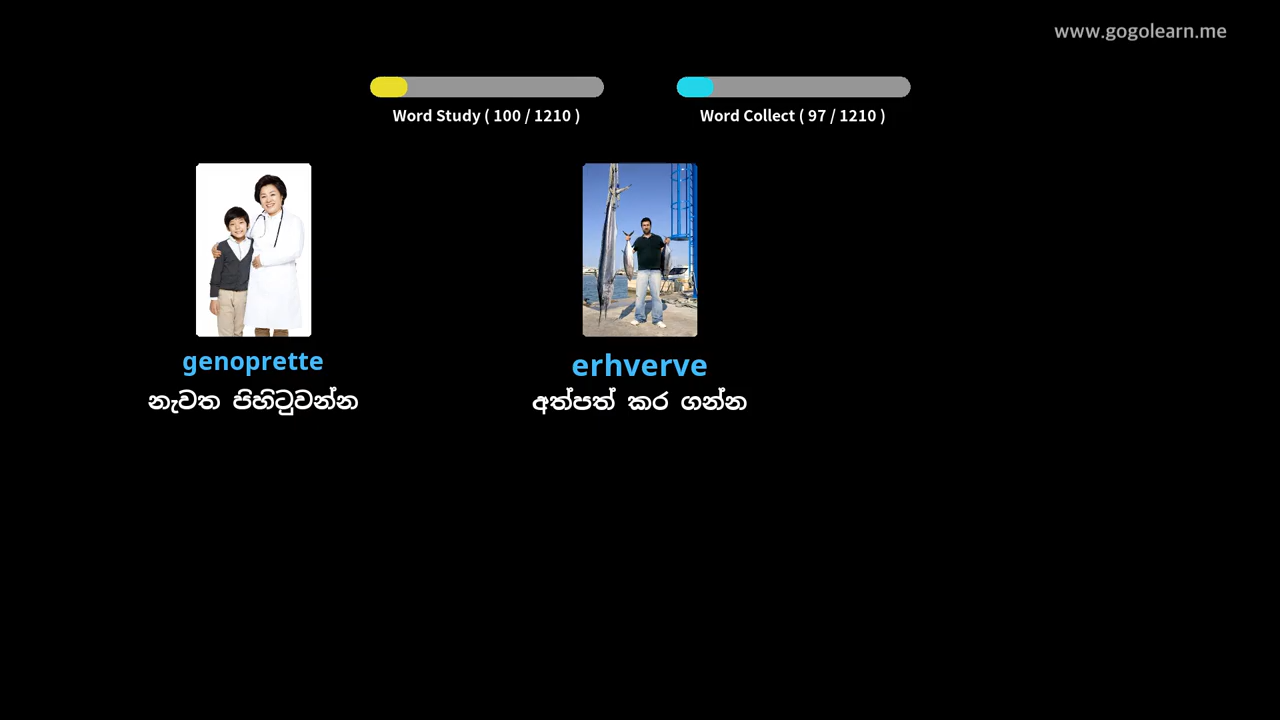 www.gogolearn.me
Word Study ( 100 / 1210 )
Word Collect ( 97 / 1210 )
genoprette
නැවත පිහිටුවන්න
erhverve
අත්පත් කර ගන්න